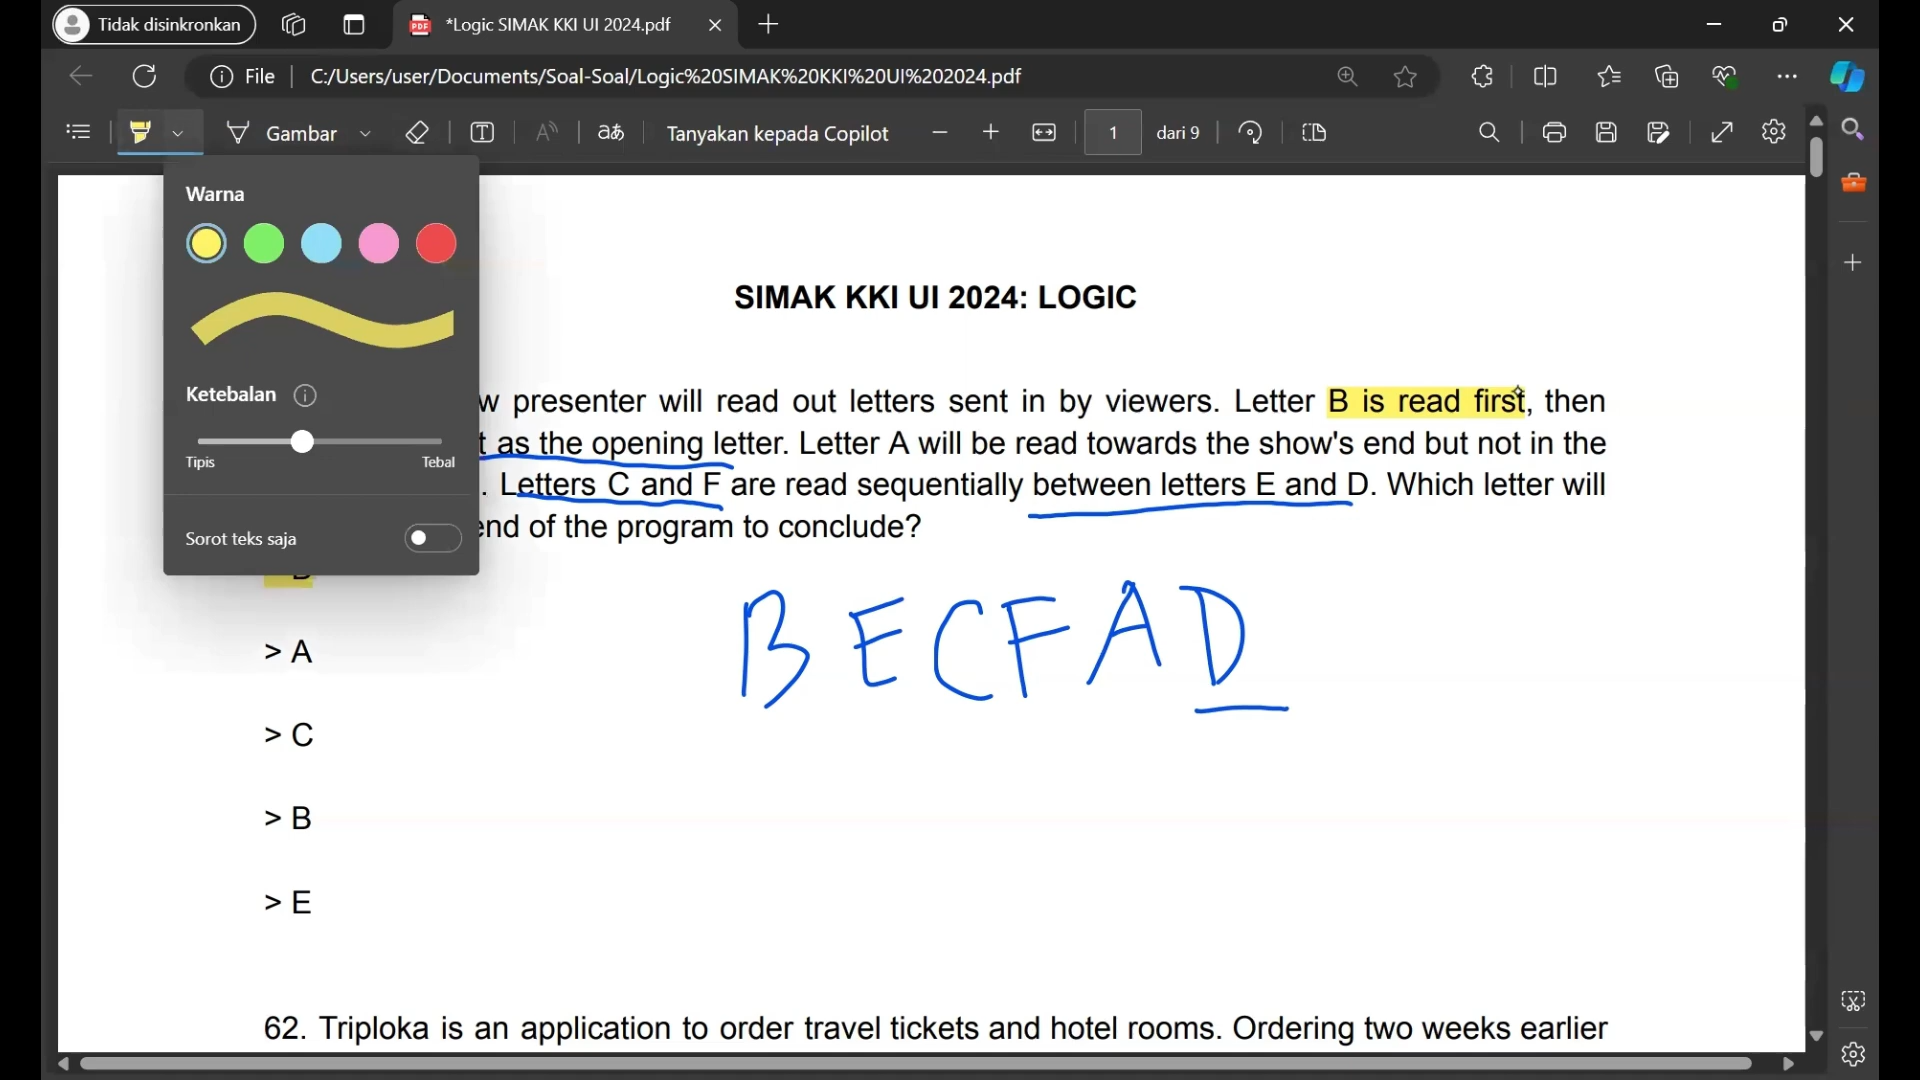 Tidak disinkronkan
*Logic SIMAK KKI UI 2024.pdf
File
C:/Users/user/Documents/Soal-Soal/Logic%20SIMAK%20KKI%20UI%202024.pdf
Gambar
aあ
Tanyakan kepada Copilot
1
dari 9
Warna
Ketebalan
Tipis
Tebal
Sorot teks saja
SIMAK KKI UI 2024: LOGIC
w presenter will read out letters sent in by viewers. Letter B is read first, then
t as the opening letter. Letter A will be read towards the show's end but not in the
. Letters C and F are read sequentially between letters E and D. Which letter will
end of the program to conclude?
B E C F A D
> A
> C
> B
> E
62. Triploka is an application to order travel tickets and hotel rooms. Ordering two weeks earlier